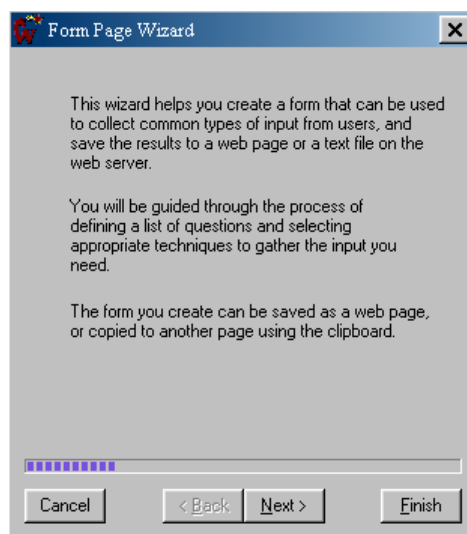 Form Page Wizard
This wizard helps you create a form that can be used
to collect common types of input from users, and
save the results to a web page or a text file on the
web server.
You will be guided through the process of
defining a list of questions and selecting
appropriate techniques to gather the input you
need.
The form you create can be saved as a web page,
or copied to another page using the clipboard.
Cancel
< Back
Next >
Finish